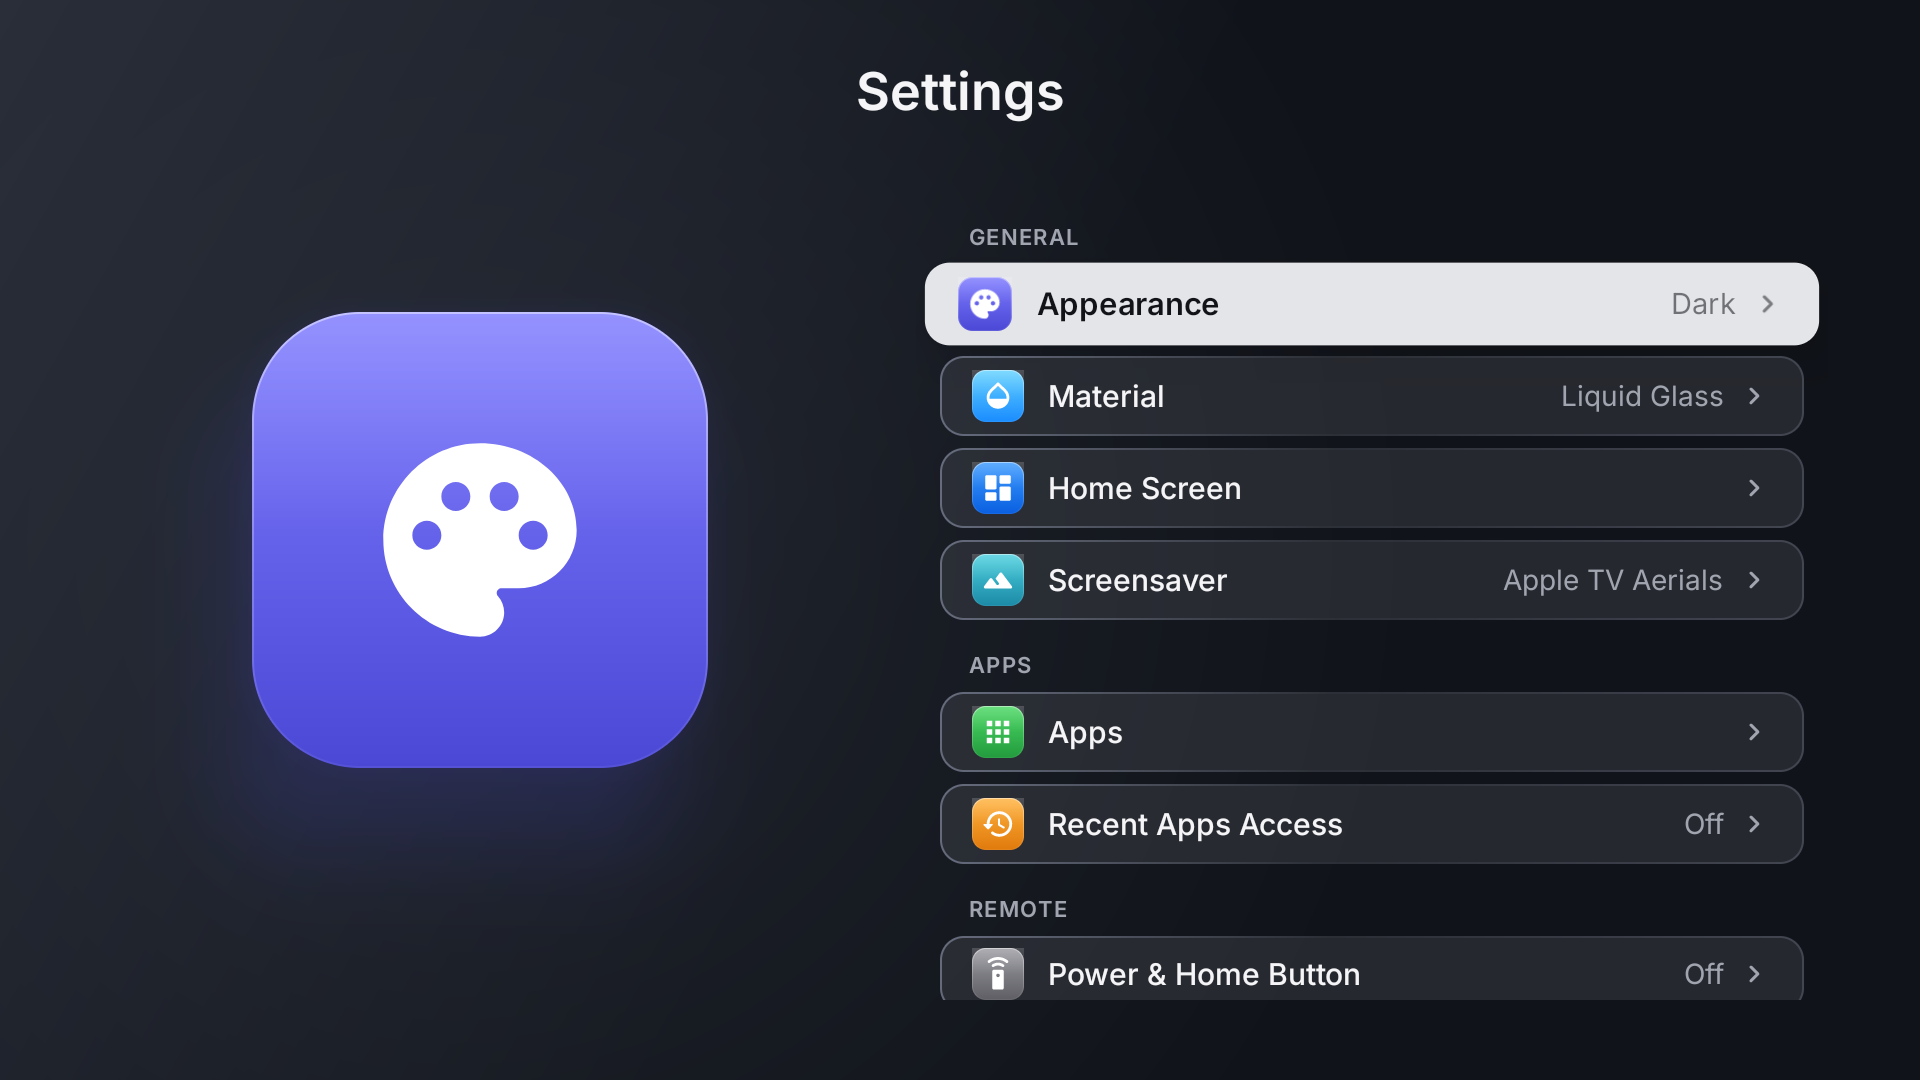 Settings
GENERAL
Appearance Dark
Material Liquid Glass
Home Screen
Screensaver Apple TV Aerials
APPS
Apps
Recent Apps Access Off
REMOTE
Power & Home Button Off